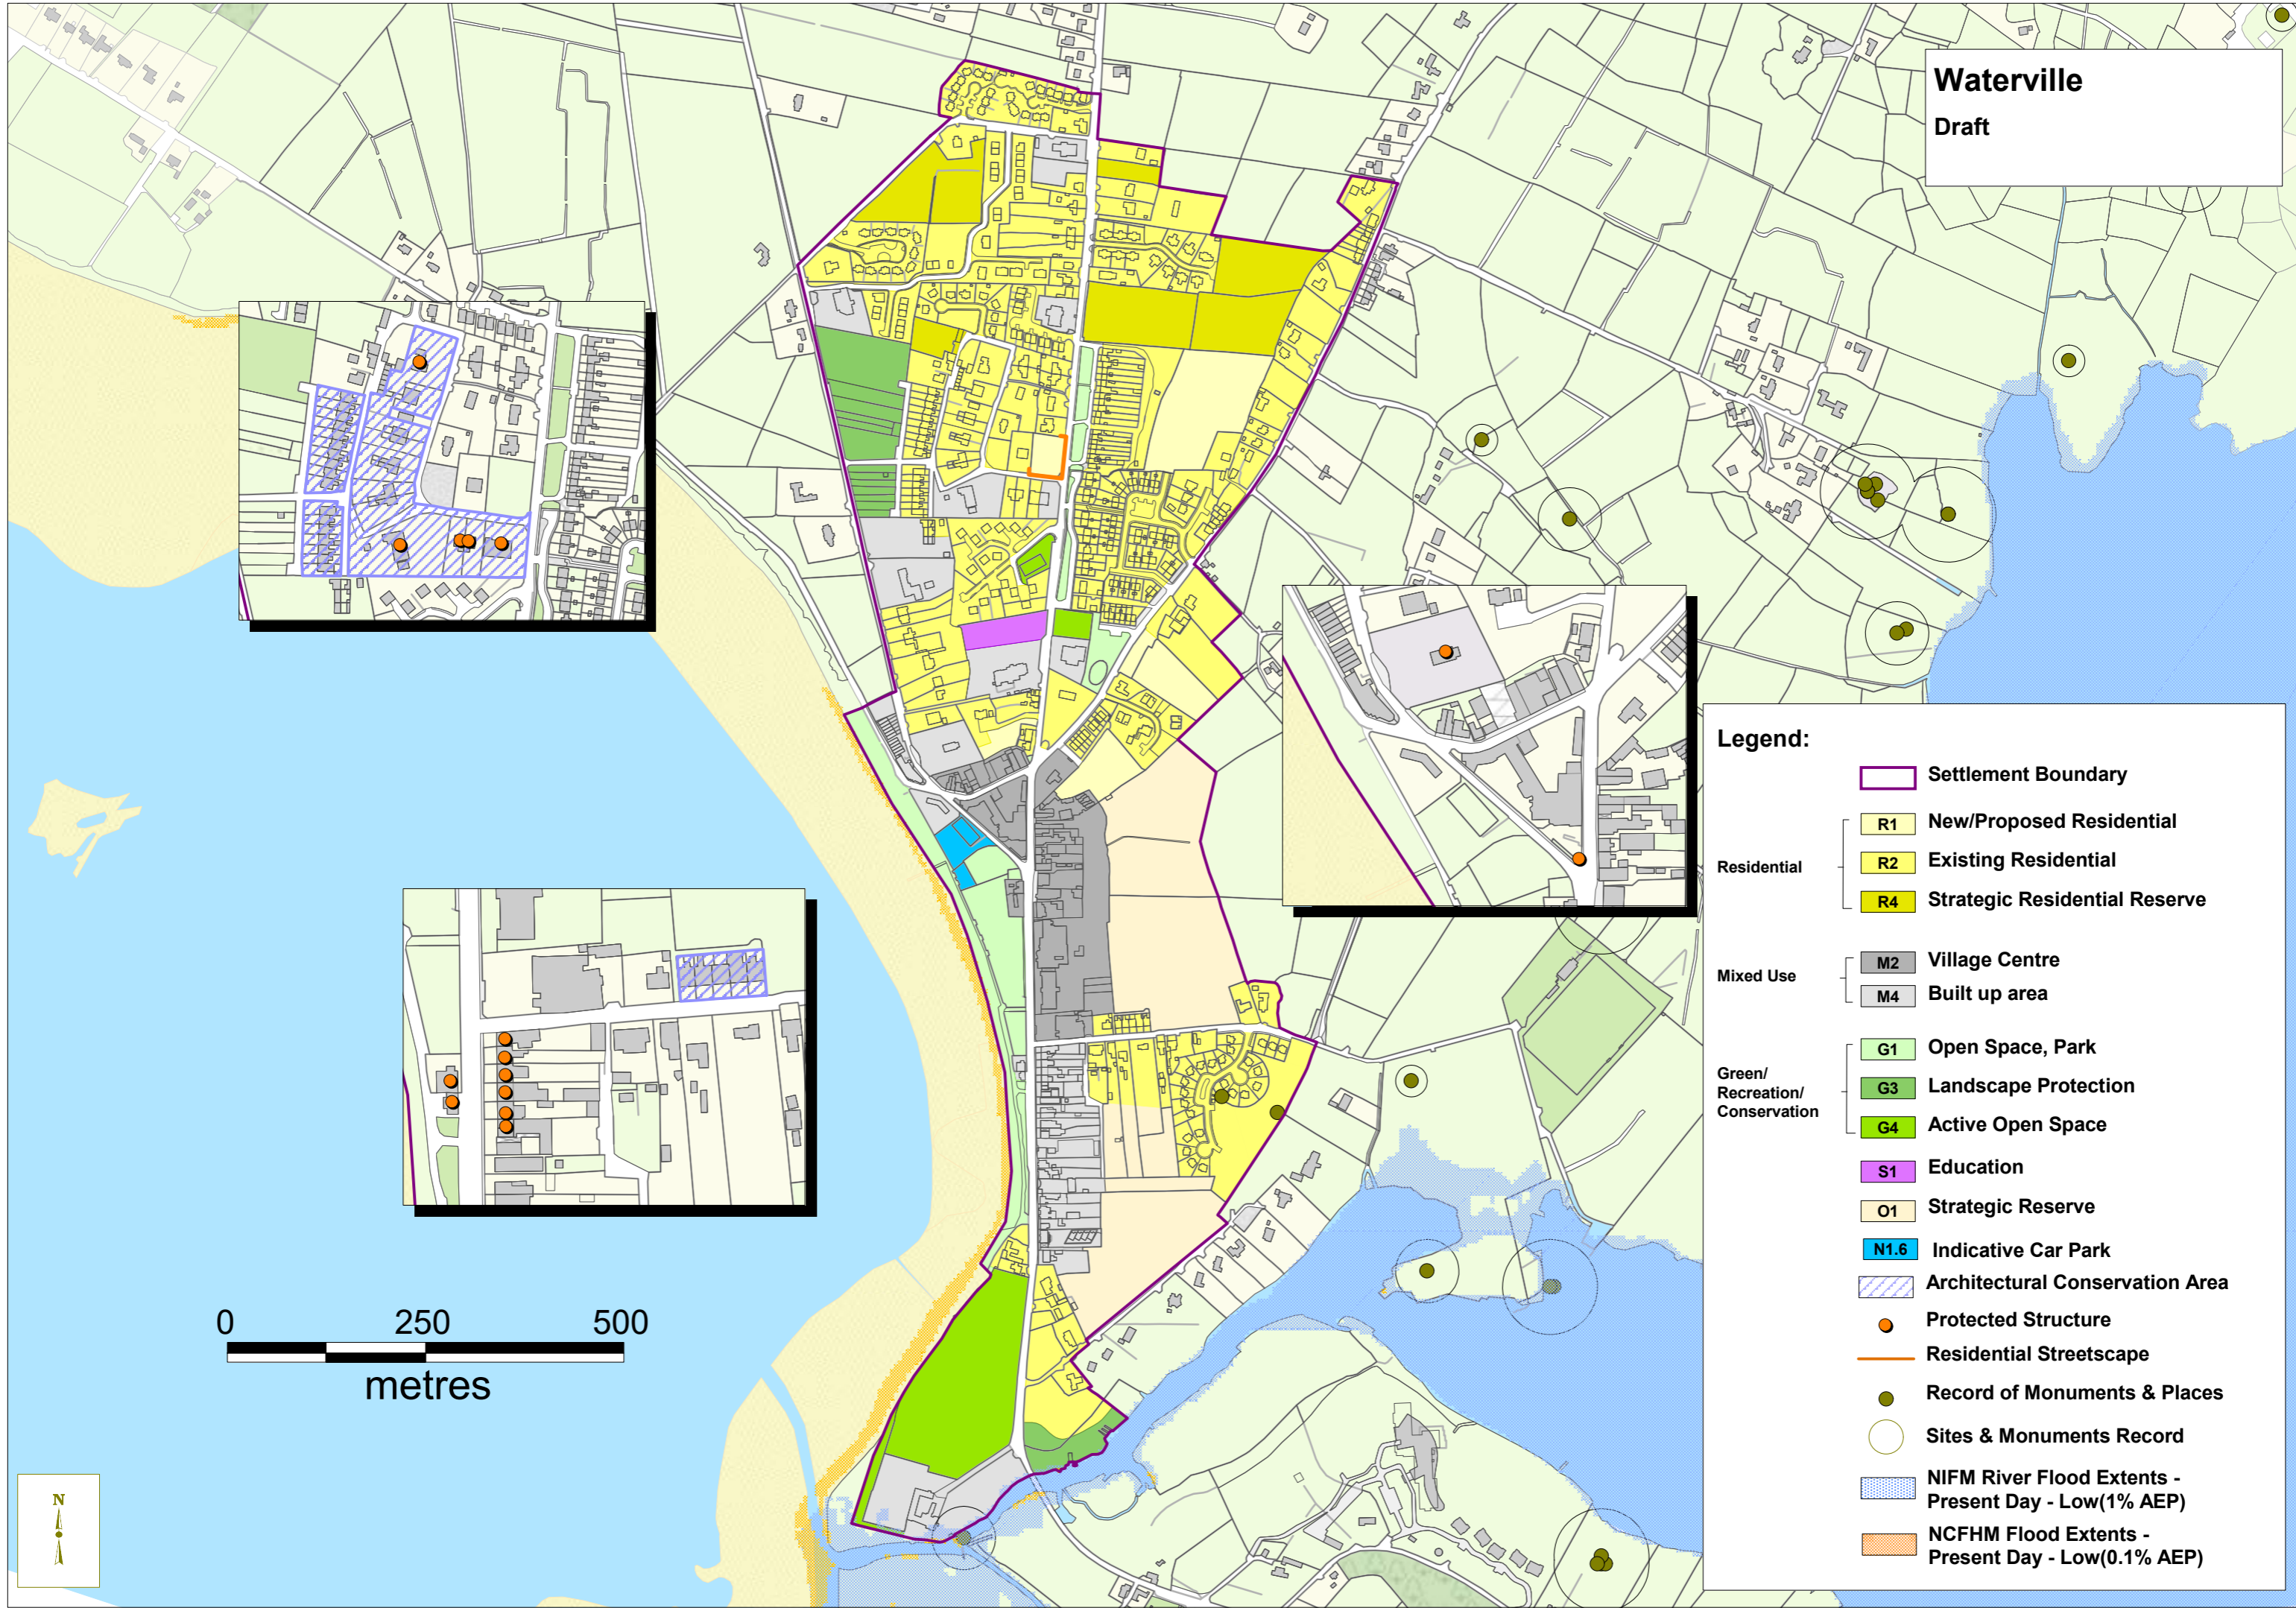 Waterville
Draft
Legend:
Settlement Boundary
Residential
R1 New/Proposed Residential
R2 Existing Residential
R4 Strategic Residential Reserve
Mixed Use
M2 Village Centre
M4 Built up area
Green/
Recreation/
Conservation
G1 Open Space, Park
G3 Landscape Protection
G4 Active Open Space
S1 Education
O1 Strategic Reserve
N1.6 Indicative Car Park
Architectural Conservation Area
Protected Structure
Residential Streetscape
Record of Monuments & Places
Sites & Monuments Record
NIFM River Flood Extents -
Present Day - Low(1% AEP)
NCFHM Flood Extents -
Present Day - Low(0.1% AEP)
0 250 500
metres
N